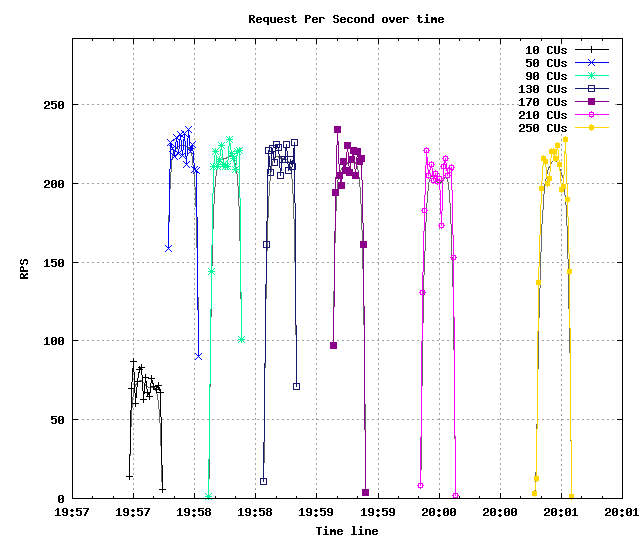 Request Per Second over time
10 CUs
50 CUs
90 CUs
130 CUs
170 CUs
210 CUs
250 CUs
250
200
150
100
50
0
RPS
19:57 19:57 19:58 19:58 19:59 19:59 20:00 20:00 20:01 20:01
Time line